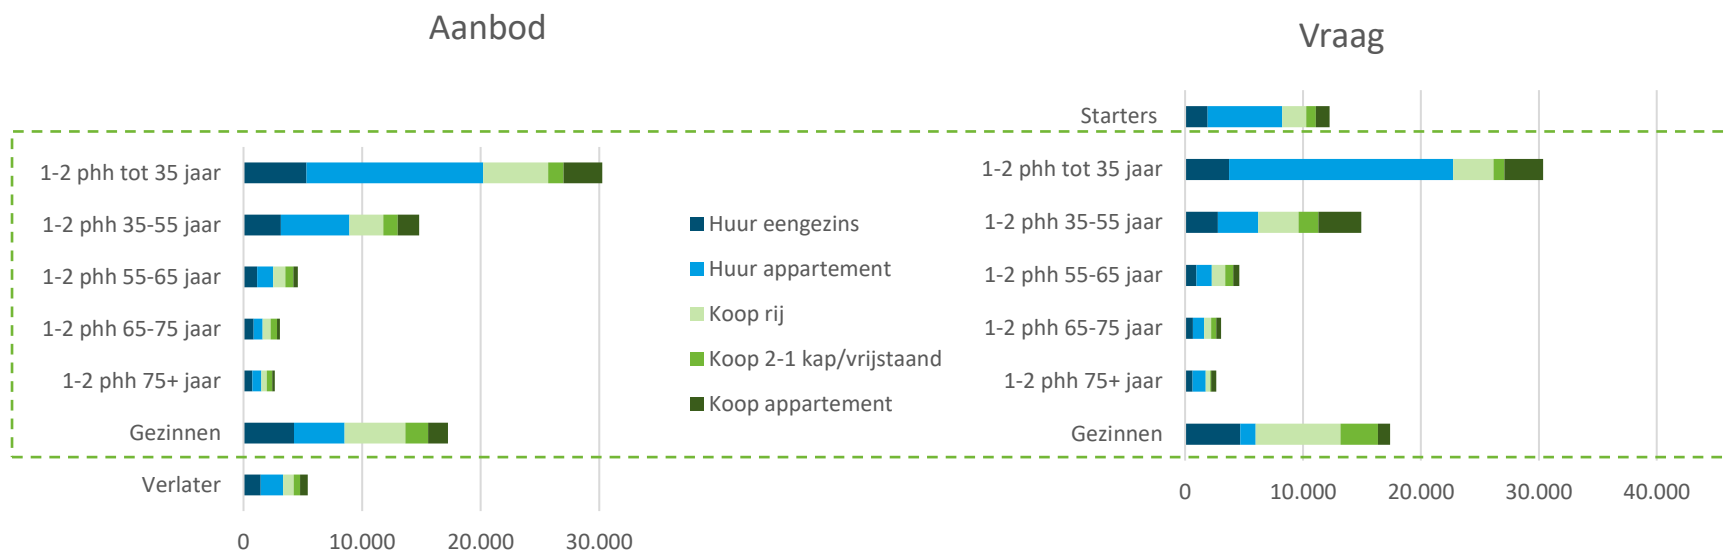 Aanbod
1-2 phh tot 35 jaar
1-2 phh 35-55 jaar
1-2 phh 55-65 jaar
1-2 phh 65-75 jaar
1-2 phh 75+ jaar
Gezinnen
Verlater
0 10.000 20.000 30.000
Huur eengezins
Huur appartement
Koop rij
Koop 2-1 kap/vrijstaand
Koop appartement
Vraag
Starters
1-2 phh tot 35 jaar
1-2 phh 35-55 jaar
1-2 phh 55-65 jaar
1-2 phh 65-75 jaar
1-2 phh 75+ jaar
Gezinnen
0 10.000 20.000 30.000 40.000